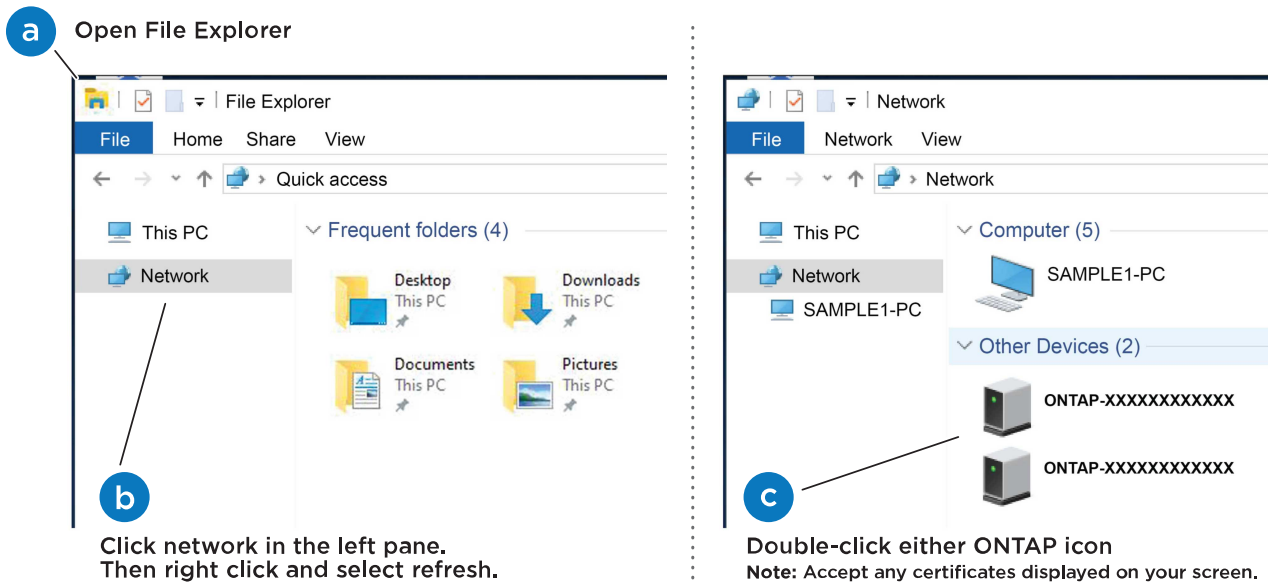 a
Open File Explorer
File Explorer
File Home Share View
Quick access
This PC
Network
Frequent folders (4)
Desktop
This PC
Downloads
This PC
Documents
This PC
Pictures
This PC
b
Click network in the left pane.
Then right click and select refresh.
Network
File Network View
Network
This PC
Network
SAMPLE1-PC
Computer (5)
SAMPLE1-PC
Other Devices (2)
ONTAP-XXXXXXXXXXXX
ONTAP-XXXXXXXXXXXX
c
Double-click either ONTAP icon
Note: Accept any certificates displayed on your screen.